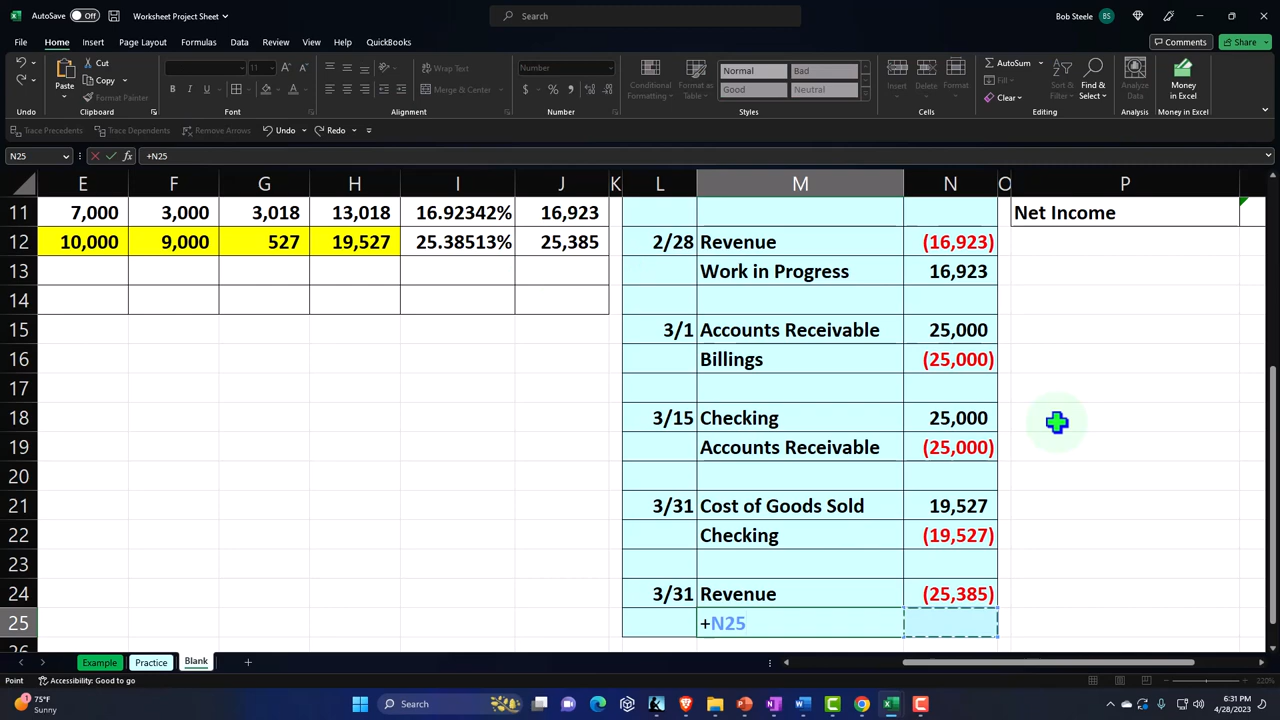 AutoSave Off Worksheet Project Sheet Search Bob Steele BS
File Home Insert Page Layout Formulas Data Review View Help QuickBooks Comments Share
Paste Cut Copy Format Painter 11 A A B I U A Wrap Text Merge & Center Number $ % Conditional Formatting Format as Table Normal Bad Good Neutral Insert Delete Format AutoSum Clear Sort & Filter Find & Select Analyze Data Money in Excel
Undo Clipboard Font Alignment Number Styles Cells Editing Analysis Money in Excel
Trace Precedents Trace Dependents Remove Arrows Undo Redo
N25 fx +N25
E F G H I J K L M N O P
11 7,000 3,000 3,018 13,018 16.92342% 16,923 Net Income
12 10,000 9,000 527 19,527 25.38513% 25,385 2/28 Revenue (16,923)
13 Work in Progress 16,923
14
15 3/1 Accounts Receivable 25,000
16 Billings (25,000)
17
18 3/15 Checking 25,000
19 Accounts Receivable (25,000)
20
21 3/31 Cost of Goods Sold 19,527
22 Checking (19,527)
23
24 3/31 Revenue (25,385)
25 +N25
Example Practice Blank
Point Accessibility: Good to go 220%
75°F Sunny Search 6:31 PM 4/28/2023